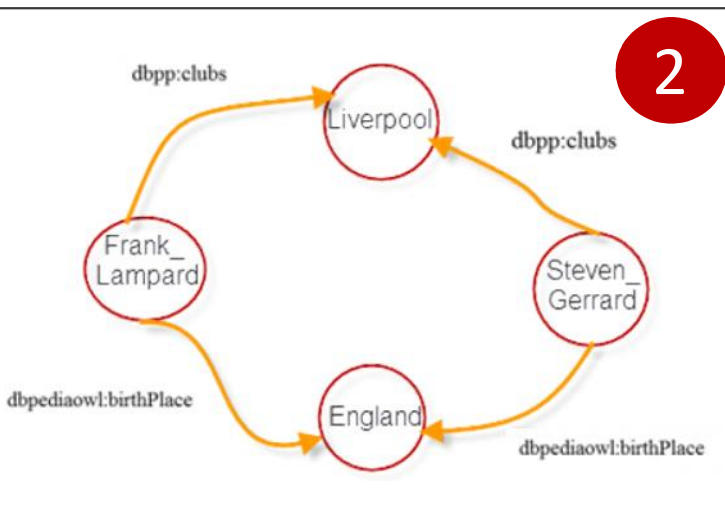 2
dbpp:clubs
Liverpool
dbpp:clubs
Frank_
Lampard
Steven_
Gerrard
dbpediaowl:birthPlace
England
dbpediaowl:birthPlace